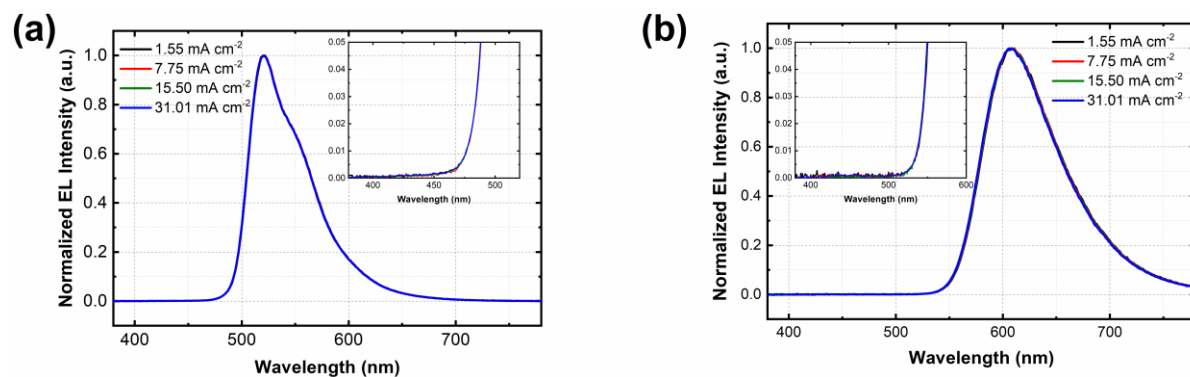 (a)
Normalized EL Intensity (a.u.)
1.0
0.8
0.6
0.4
0.2
0.0
1.55 mA cm⁻²
7.75 mA cm⁻²
15.50 mA cm⁻²
31.01 mA cm⁻²
0.05
0.04
0.03
0.02
0.01
0.00
400 450 500
Wavelength (nm)
400 500 600 700
Wavelength (nm)
(b)
Normalized EL Intensity (a.u.)
1.0
0.8
0.6
0.4
0.2
0.0
0.05
0.04
0.03
0.02
0.01
0.00
400 450 500 550 600
Wavelength (nm)
1.55 mA cm⁻²
7.75 mA cm⁻²
15.50 mA cm⁻²
31.01 mA cm⁻²
400 500 600 700
Wavelength (nm)